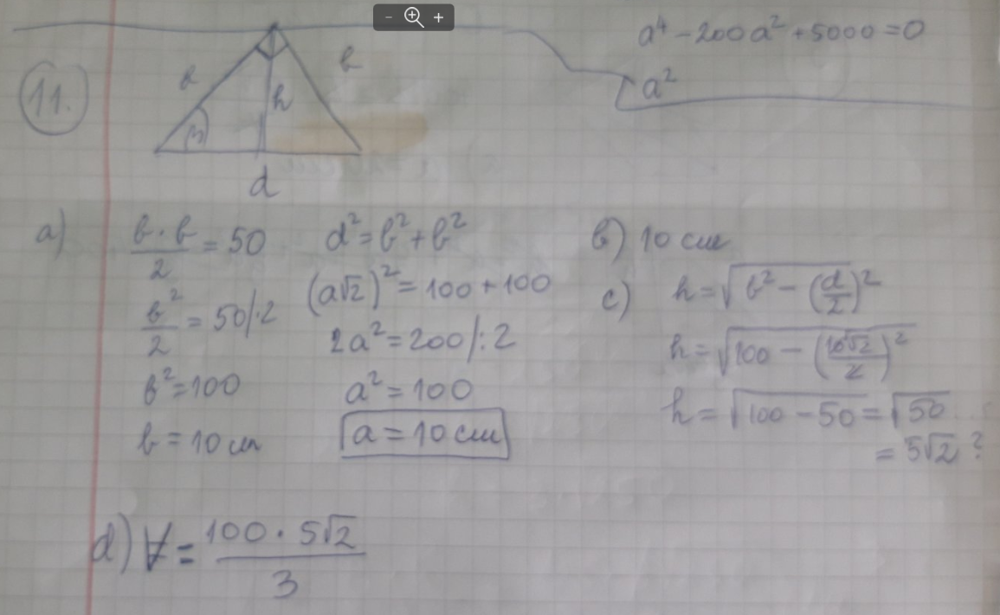 a⁴ - 200a² + 5000 = 0
a²
11.
b b
h
d
a)
b · b / 2 = 50
b² / 2 = 50 /·2
b² = 100
b = 10 cm
d² = b² + b²
(a√2)² = 100 + 100
2a² = 200 /:2
a² = 100
a = 10 cm
b) 10 cm
c) h = √(b² - (d/2)²)
h = √(100 - (10√2/2)²)
h = √(100 - 50) = √50
= 5√2 ?
d) V = 100 · 5√2 / 3